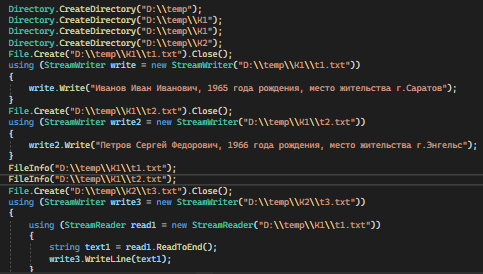 Directory.CreateDirectory("D:\\temp");
Directory.CreateDirectory("D:\\temp\\K1");
Directory.CreateDirectory("D:\\temp\\K1");
Directory.CreateDirectory("D:\\temp\\K2");
File.Create("D:\\temp\\K1\\t1.txt").Close();
using (StreamWriter write = new StreamWriter("D:\\temp\\K1\\t1.txt"))
{
write.Write("Иванов Иван Иванович, 1965 года рождения, место жительства г.Саратов");
}
File.Create("D:\\temp\\K1\\t2.txt").Close();
using (StreamWriter write2 = new StreamWriter("D:\\temp\\K1\\t2.txt"))
{
write2.Write("Петров Сергей Федорович, 1966 года рождения, место жительства г.Энгельс");
}
FileInfo("D:\\temp\\K1\\t1.txt");
FileInfo("D:\\temp\\K1\\t2.txt");
File.Create("D:\\temp\\K2\\t3.txt").Close();
using (StreamWriter write3 = new StreamWriter("D:\\temp\\K2\\t3.txt"))
{
using (StreamReader read1 = new StreamReader("D:\\temp\\K1\\t1.txt"))
{
string text1 = read1.ReadToEnd();
write3.WriteLine(text1);
}